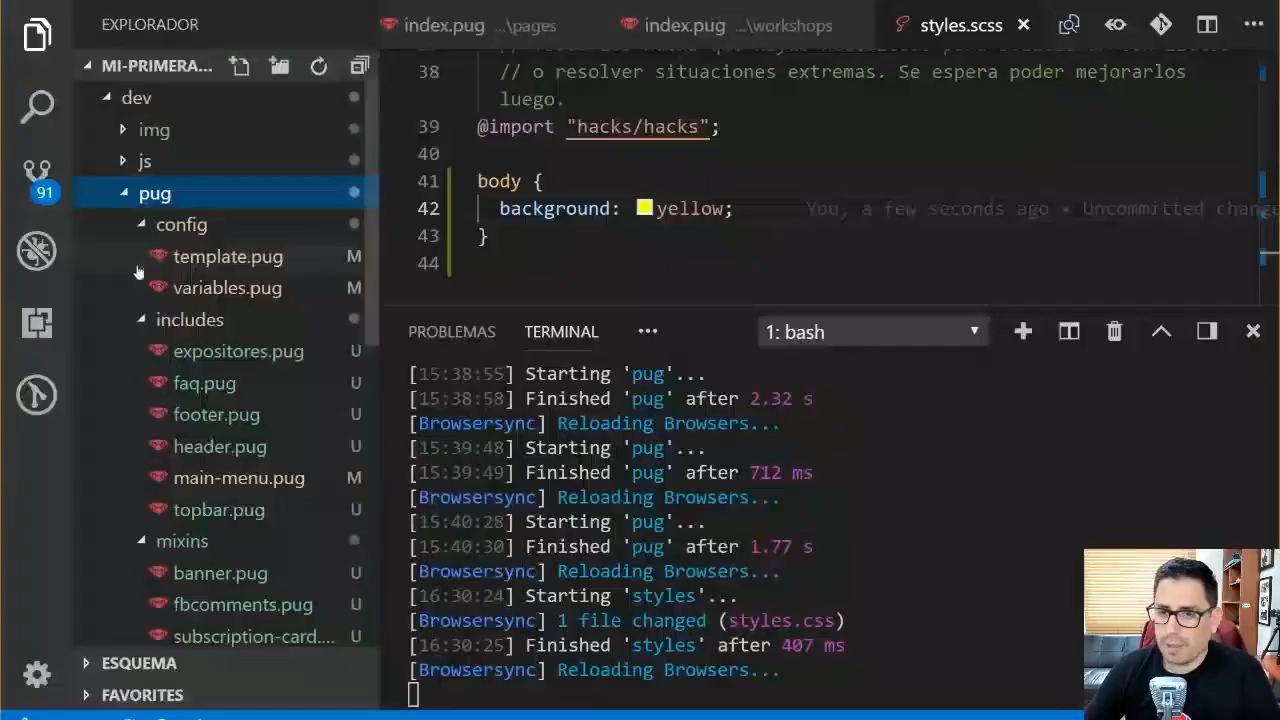 EXPLORADOR
MI-PRIMERA...
dev
img
js
pug
config
template.pug M
variables.pug M
includes
expositores.pug U
faq.pug U
footer.pug U
header.pug U
main-menu.pug M
topbar.pug U
mixins
banner.pug U
fbcomments.pug U
subscription-card.... U
ESQUEMA
FAVORITES
91
index.pug ...\pages
index.pug ...\workshops
styles.scss
38 // o resolver situaciones extremas. Se espera poder mejorarlos
luego.
39 @import "hacks/hacks";
40
41 body {
42 background: yellow; You, a few seconds ago • Uncommitted change
43 }
44
PROBLEMAS TERMINAL ••• 1: bash
[15:38:55] Starting 'pug'...
[15:38:58] Finished 'pug' after 2.32 s
[Browsersync] Reloading Browsers...
[15:39:48] Starting 'pug'...
[15:39:49] Finished 'pug' after 712 ms
[Browsersync] Reloading Browsers...
[15:40:28] Starting 'pug'...
[15:40:30] Finished 'pug' after 1.77 s
[Browsersync] Reloading Browsers...
[16:30:24] Starting 'styles'...
[Browsersync] 1 file changed (styles.css)
[16:30:25] Finished 'styles' after 407 ms
[Browsersync] Reloading Browsers...